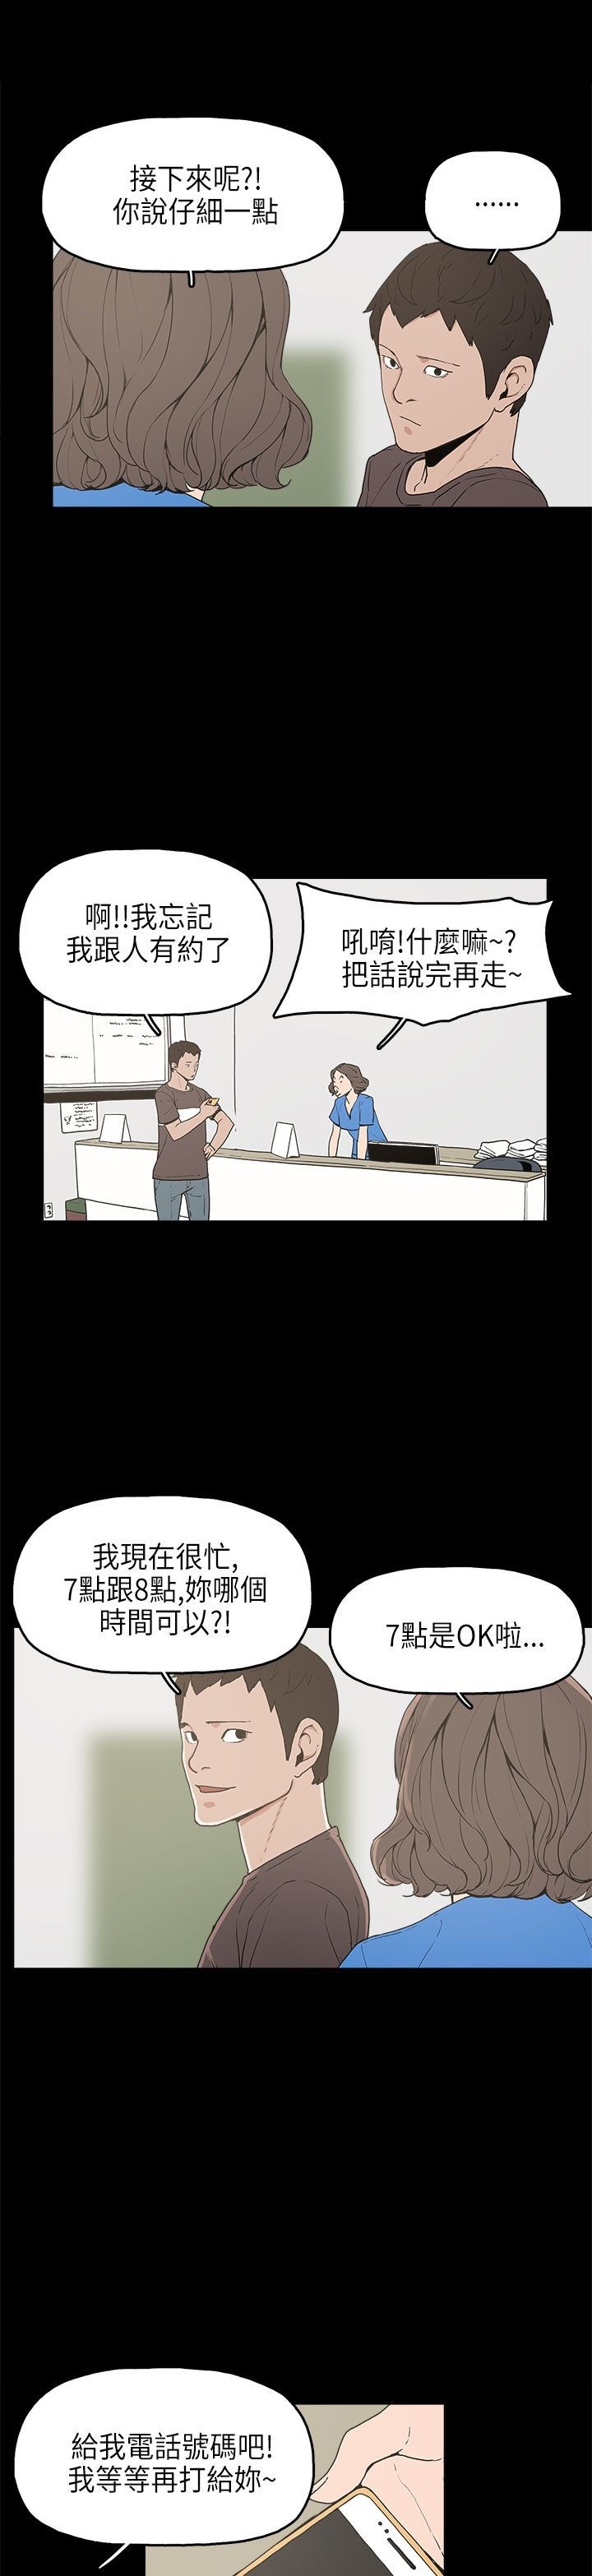 接下來呢?!
你說仔細一點
......
啊!!我忘記
我跟人有約了
吼唷!什麼嘛~?
把話說完再走~
我現在很忙,
7點跟8點,妳哪個
時間可以?!
7點是OK啦...
給我電話號碼吧!
我等等再打給妳~